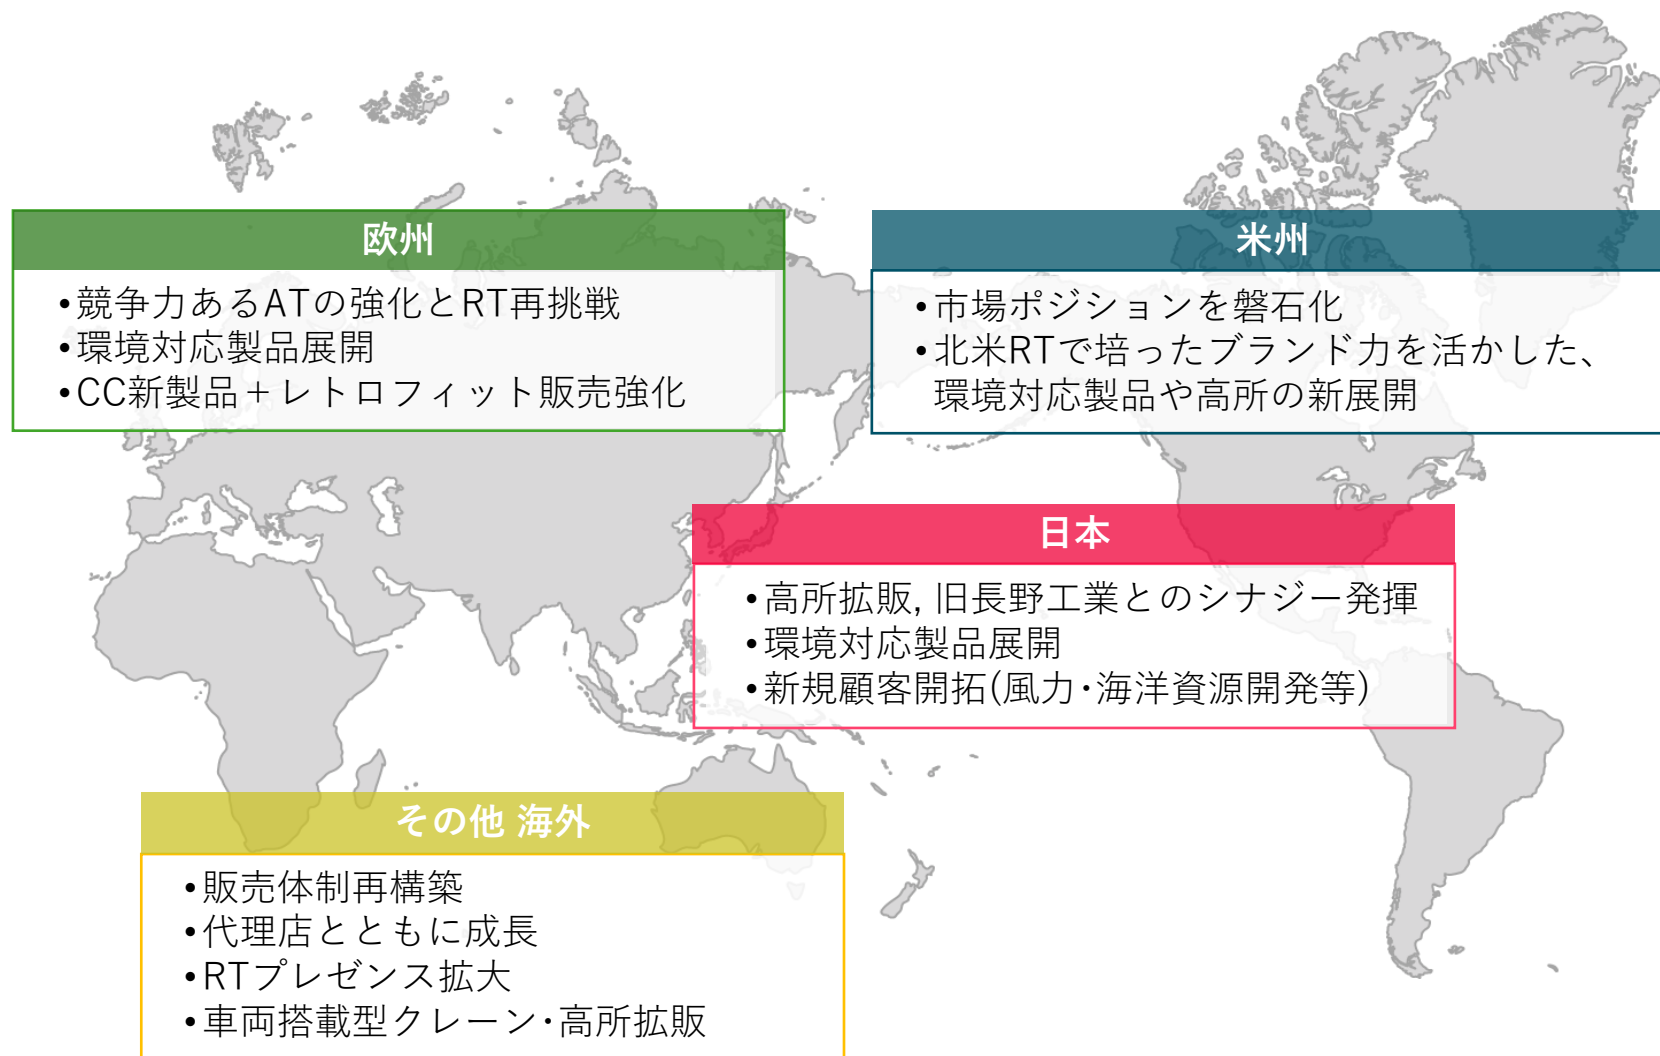 欧州
•競争力あるATの強化とRT再挑戦
•環境対応製品展開
•CC新製品＋レトロフィット販売強化
米州
•市場ポジションを磐石化
•北米RTで培ったブランド力を活かした、
環境対応製品や高所の新展開
日本
•高所拡販, 旧長野工業とのシナジー発揮
•環境対応製品展開
•新規顧客開拓(風力･海洋資源開発等)
その他 海外
•販売体制再構築
•代理店とともに成長
•RTプレゼンス拡大
•車両搭載型クレーン･高所拡販